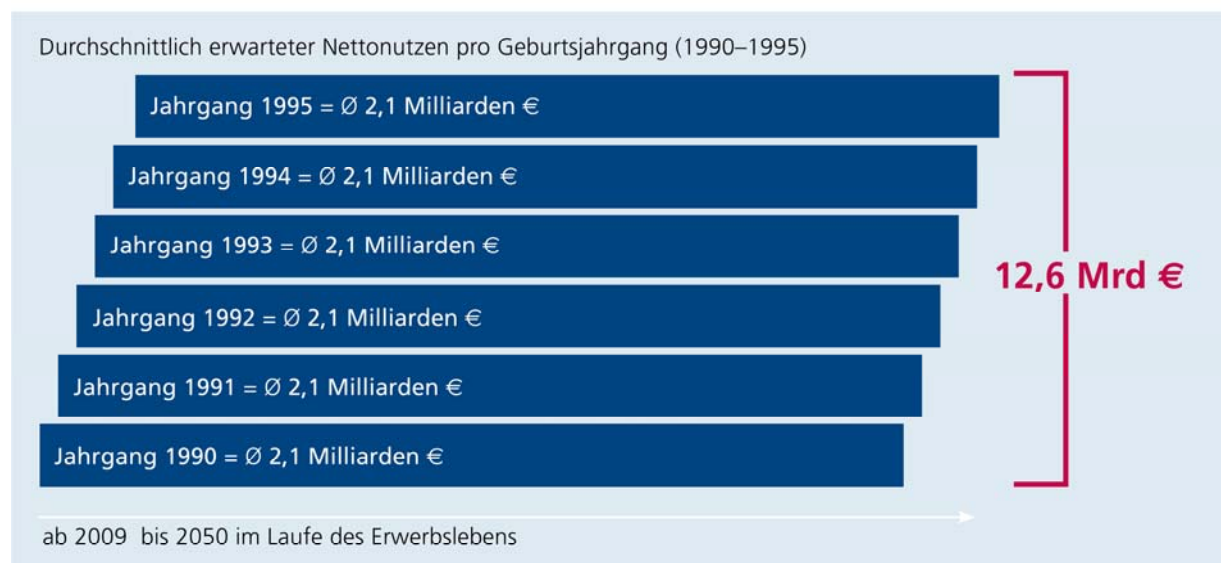 Durchschnittlich erwarteter Nettonutzen pro Geburtsjahrgang (1990–1995)
Jahrgang 1995 = Ø 2,1 Milliarden €
Jahrgang 1994 = Ø 2,1 Milliarden €
Jahrgang 1993 = Ø 2,1 Milliarden €
12,6 Mrd €
Jahrgang 1992 = Ø 2,1 Milliarden €
Jahrgang 1991 = Ø 2,1 Milliarden €
Jahrgang 1990 = Ø 2,1 Milliarden €
ab 2009 bis 2050 im Laufe des Erwerbslebens